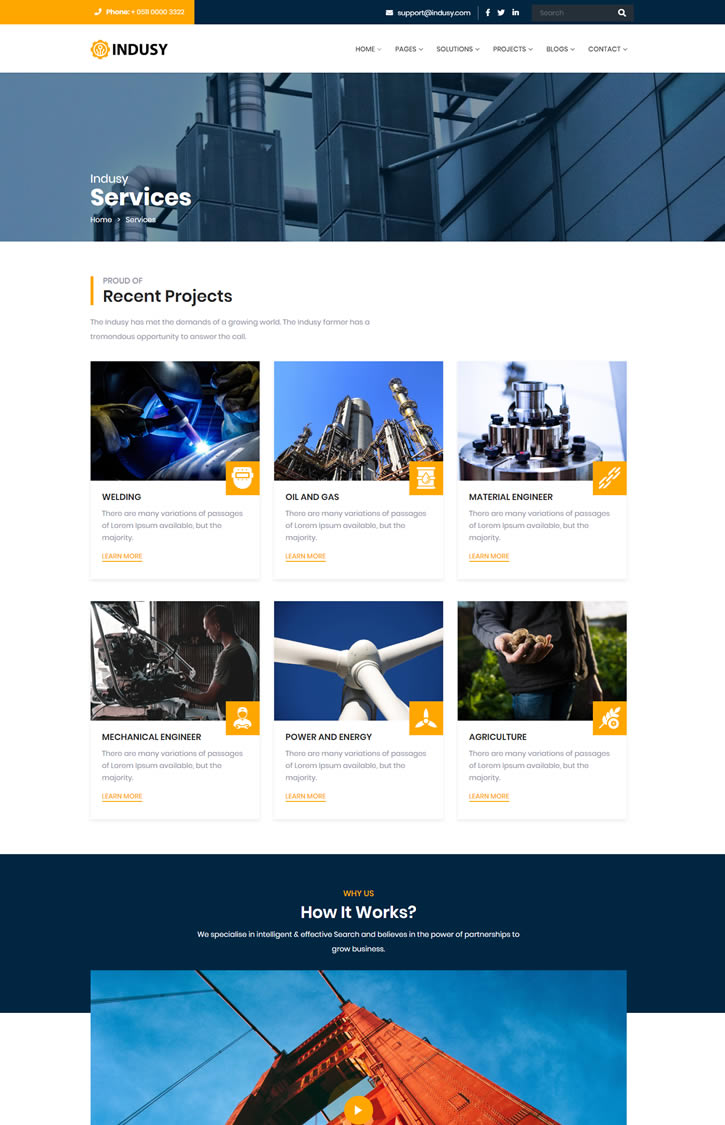 Phone: + 0511 0000 3322
support@indusy.com
Search
INDUSY
HOME PAGES SOLUTIONS PROJECTS BLOGS CONTACT
Indusy
Services
Home > Services
PROUD OF
Recent Projects
The Indusy has met the demands of a growing world. The Indusy farmer has a
tremendous opportunity to answer the call.
WELDING
There are many variations of passages
of Lorem Ipsum available, but the
majority.
LEARN MORE
OIL AND GAS
There are many variations of passages
of Lorem Ipsum available, but the
majority.
LEARN MORE
MATERIAL ENGINEER
There are many variations of passages
of Lorem Ipsum available, but the
majority.
LEARN MORE
MECHANICAL ENGINEER
There are many variations of passages
of Lorem Ipsum available, but the
majority.
LEARN MORE
POWER AND ENERGY
There are many variations of passages
of Lorem Ipsum available, but the
majority.
LEARN MORE
AGRICULTURE
There are many variations of passages
of Lorem Ipsum available, but the
majority.
LEARN MORE
WHY US
How It Works?
We specialise in intelligent & effective Search and believes in the power of partnerships to
grow business.